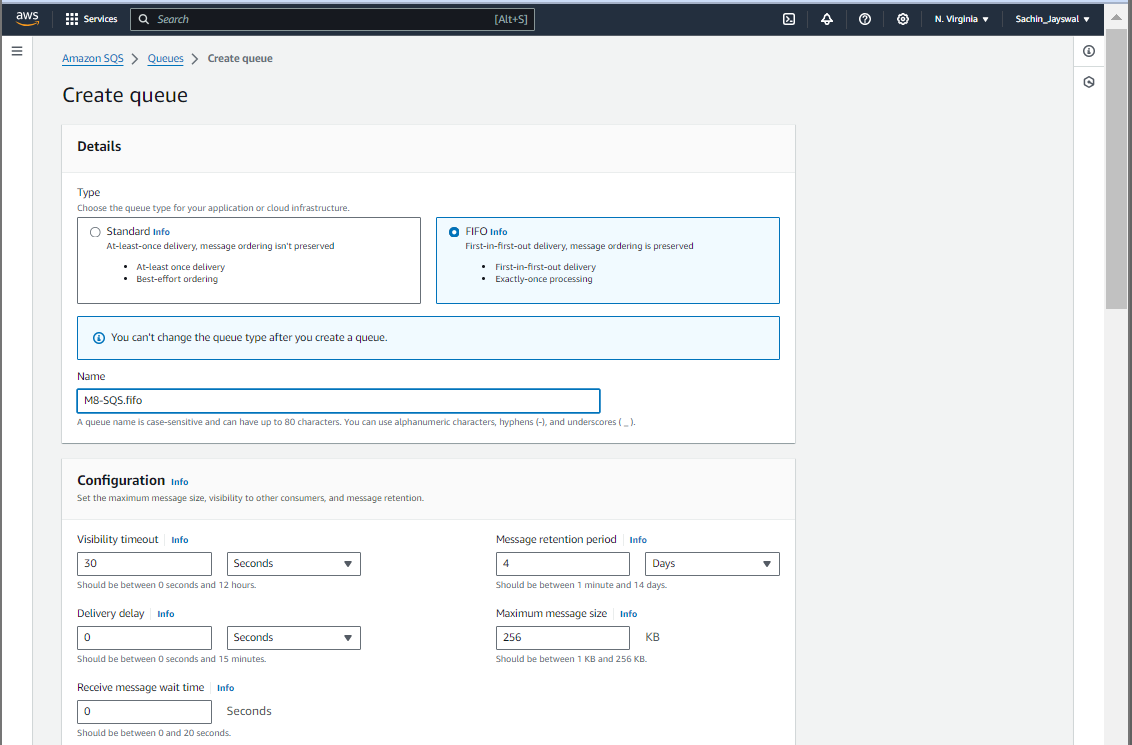 aws Services Search [Alt+S] N. Virginia Sachin_Jayswal
Amazon SQS Queues Create queue
Create queue
Details
Type
Choose the queue type for your application or cloud infrastructure.
Standard Info
At-least-once delivery, message ordering isn't preserved
• At-least once delivery
• Best-effort ordering
FIFO Info
First-in-first-out delivery, message ordering is preserved
• First-in-first-out delivery
• Exactly-once processing
You can't change the queue type after you create a queue.
Name
M8-SQS.fifo
A queue name is case-sensitive and can have up to 80 characters. You can use alphanumeric characters, hyphens (-), and underscores ( _ ).
Configuration Info
Set the maximum message size, visibility to other consumers, and message retention.
Visibility timeout Info
30 Seconds
Should be between 0 seconds and 12 hours.
Message retention period Info
4 Days
Should be between 1 minute and 14 days.
Delivery delay Info
0 Seconds
Should be between 0 seconds and 15 minutes.
Maximum message size Info
256 KB
Should be between 1 KB and 256 KB.
Receive message wait time Info
0 Seconds
Should be between 0 and 20 seconds.